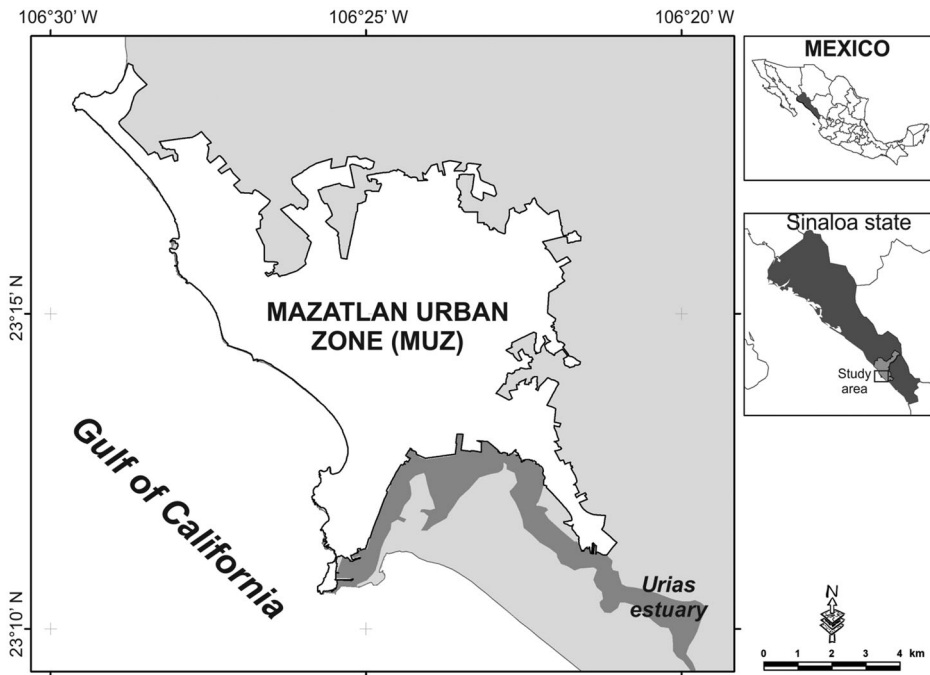 106°30' W
106°25' W
106°20' W
MEXICO
Sinaloa state
Study
area
23°15' N
23°10' N
MAZATLAN URBAN
ZONE (MUZ)
Gulf of California
Urias
estuary
N
0 1 2 3 4 km